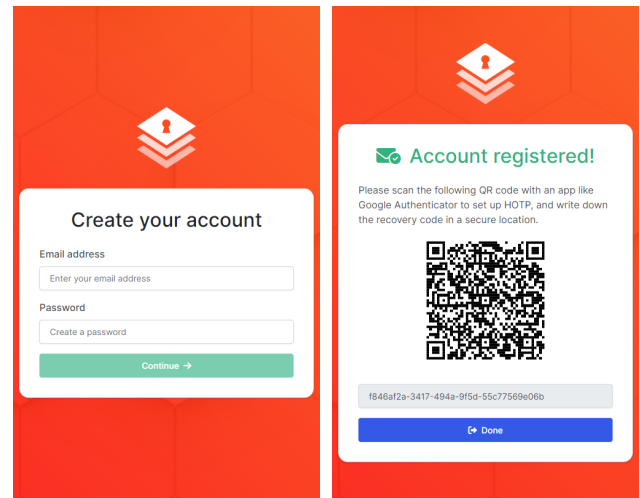 Create your account
Email address
Enter your email address
Password
Create a password
Continue →
Account registered!
Please scan the following QR code with an app like
Google Authenticator to set up HOTP, and write down
the recovery code in a secure location.
f846af2a-3417-494a-9f5d-55c77569e06b
Done